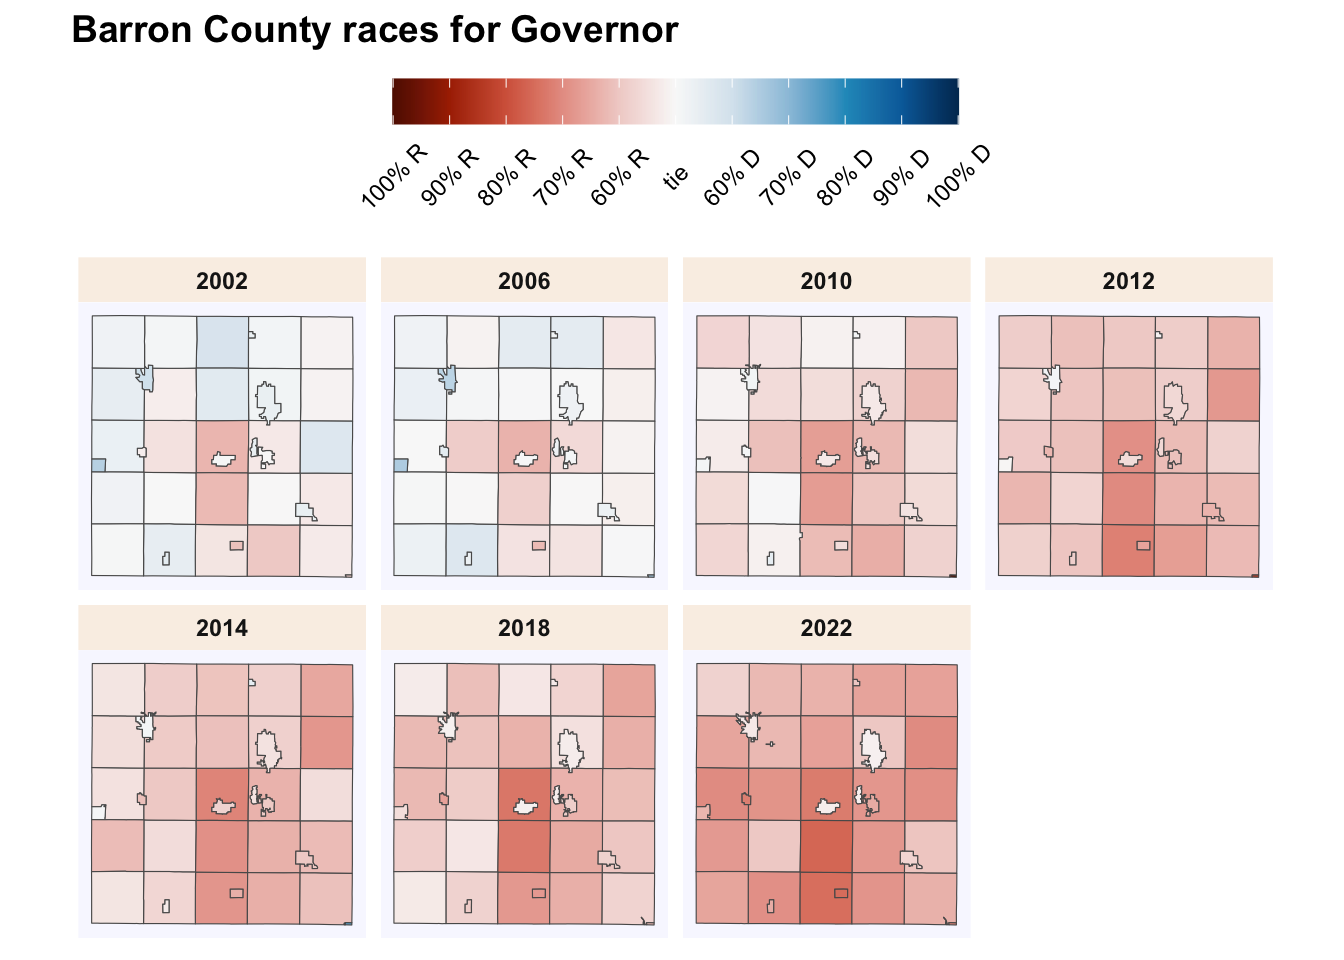 Barron County races for Governor
100% R
90% R
80% R
70% R
60% R
tie
60% D
70% D
80% D
90% D
100% D
2002
2006
2010
2012
2014
2018
2022